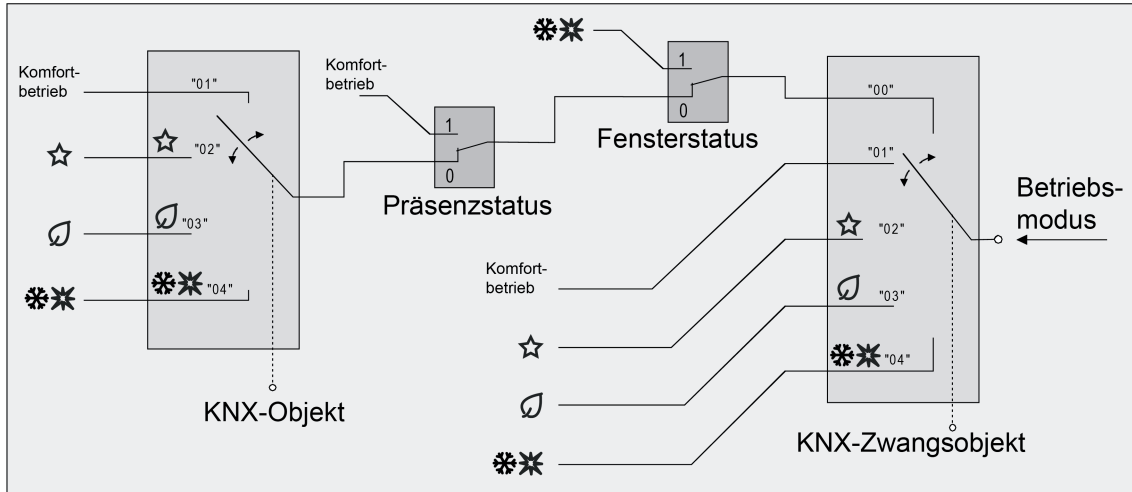 Komfort-
betrieb
"01"
"02"
"03"
"04"
KNX-Objekt
Komfort-
betrieb
1
0
Präsenzstatus
1
0
Fensterstatus
Komfort-
betrieb
"00"
"01"
"02"
"03"
"04"
KNX-Zwangsobjekt
Betriebs-
modus